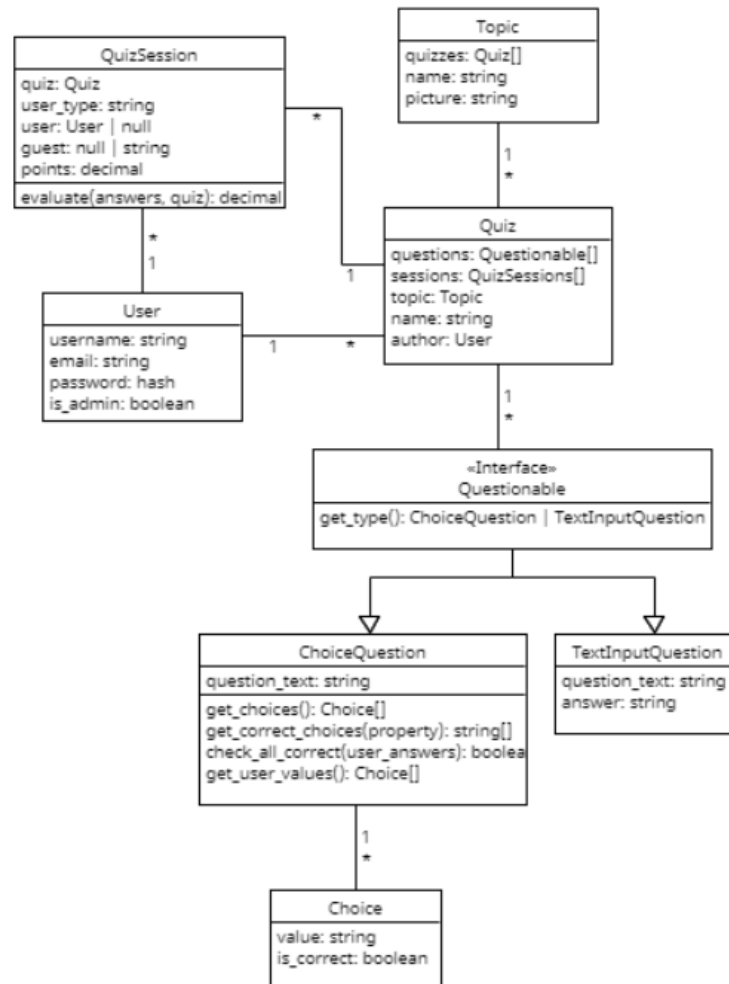 QuizSession
quiz: Quiz
user_type: string
user: User | null
guest: null | string
points: decimal
evaluate(answers, quiz): decimal
Topic
quizzes: Quiz[]
name: string
picture: string
*
1
*
1
*
1
Quiz
questions: Questionable[]
sessions: QuizSessions[]
topic: Topic
name: string
author: User
1
User
username: string
email: string
password: hash
is_admin: boolean
1
*
1
*
«Interface»
Questionable
get_type(): ChoiceQuestion | TextInputQuestion
ChoiceQuestion
question_text: string
get_choices(): Choice[]
get_correct_choices(property): string[]
check_all_correct(user_answers): boolea
get_user_values(): Choice[]
TextInputQuestion
question_text: string
answer: string
1
*
Choice
value: string
is_correct: boolean